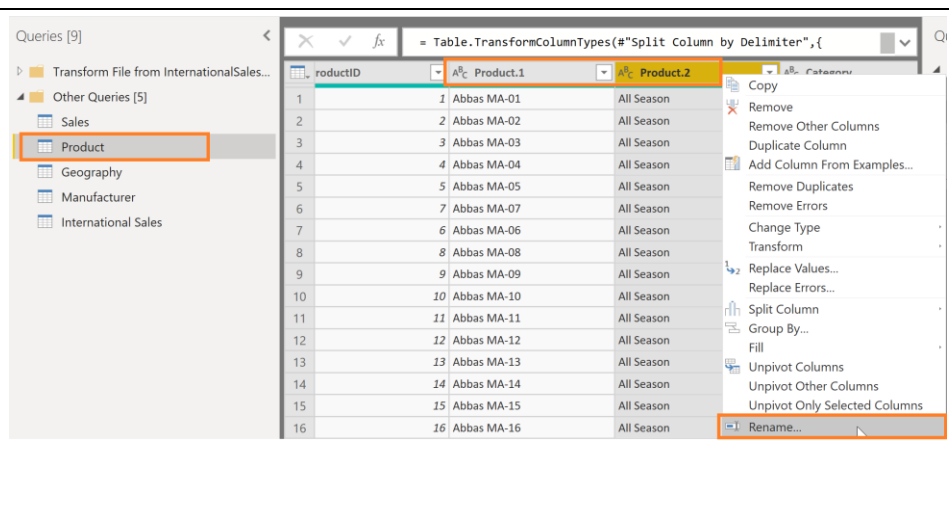 Queries [9]
Transform File from InternationalSales...
Other Queries [5]
Sales
Product
Geography
Manufacturer
International Sales
fx = Table.TransformColumnTypes(#"Split Column by Delimiter",{
roductID ABC Product.1 ABC Product.2 ABC Category
1 1 Abbas MA-01 All Season
2 2 Abbas MA-02 All Season
3 3 Abbas MA-03 All Season
4 4 Abbas MA-04 All Season
5 5 Abbas MA-05 All Season
6 7 Abbas MA-07 All Season
7 6 Abbas MA-06 All Season
8 8 Abbas MA-08 All Season
9 9 Abbas MA-09 All Season
10 10 Abbas MA-10 All Season
11 11 Abbas MA-11 All Season
12 12 Abbas MA-12 All Season
13 13 Abbas MA-13 All Season
14 14 Abbas MA-14 All Season
15 15 Abbas MA-15 All Season
16 16 Abbas MA-16 All Season
Copy
Remove
Remove Other Columns
Duplicate Column
Add Column From Examples...
Remove Duplicates
Remove Errors
Change Type
Transform
Replace Values...
Replace Errors...
Split Column
Group By...
Fill
Unpivot Columns
Unpivot Other Columns
Unpivot Only Selected Columns
Rename...